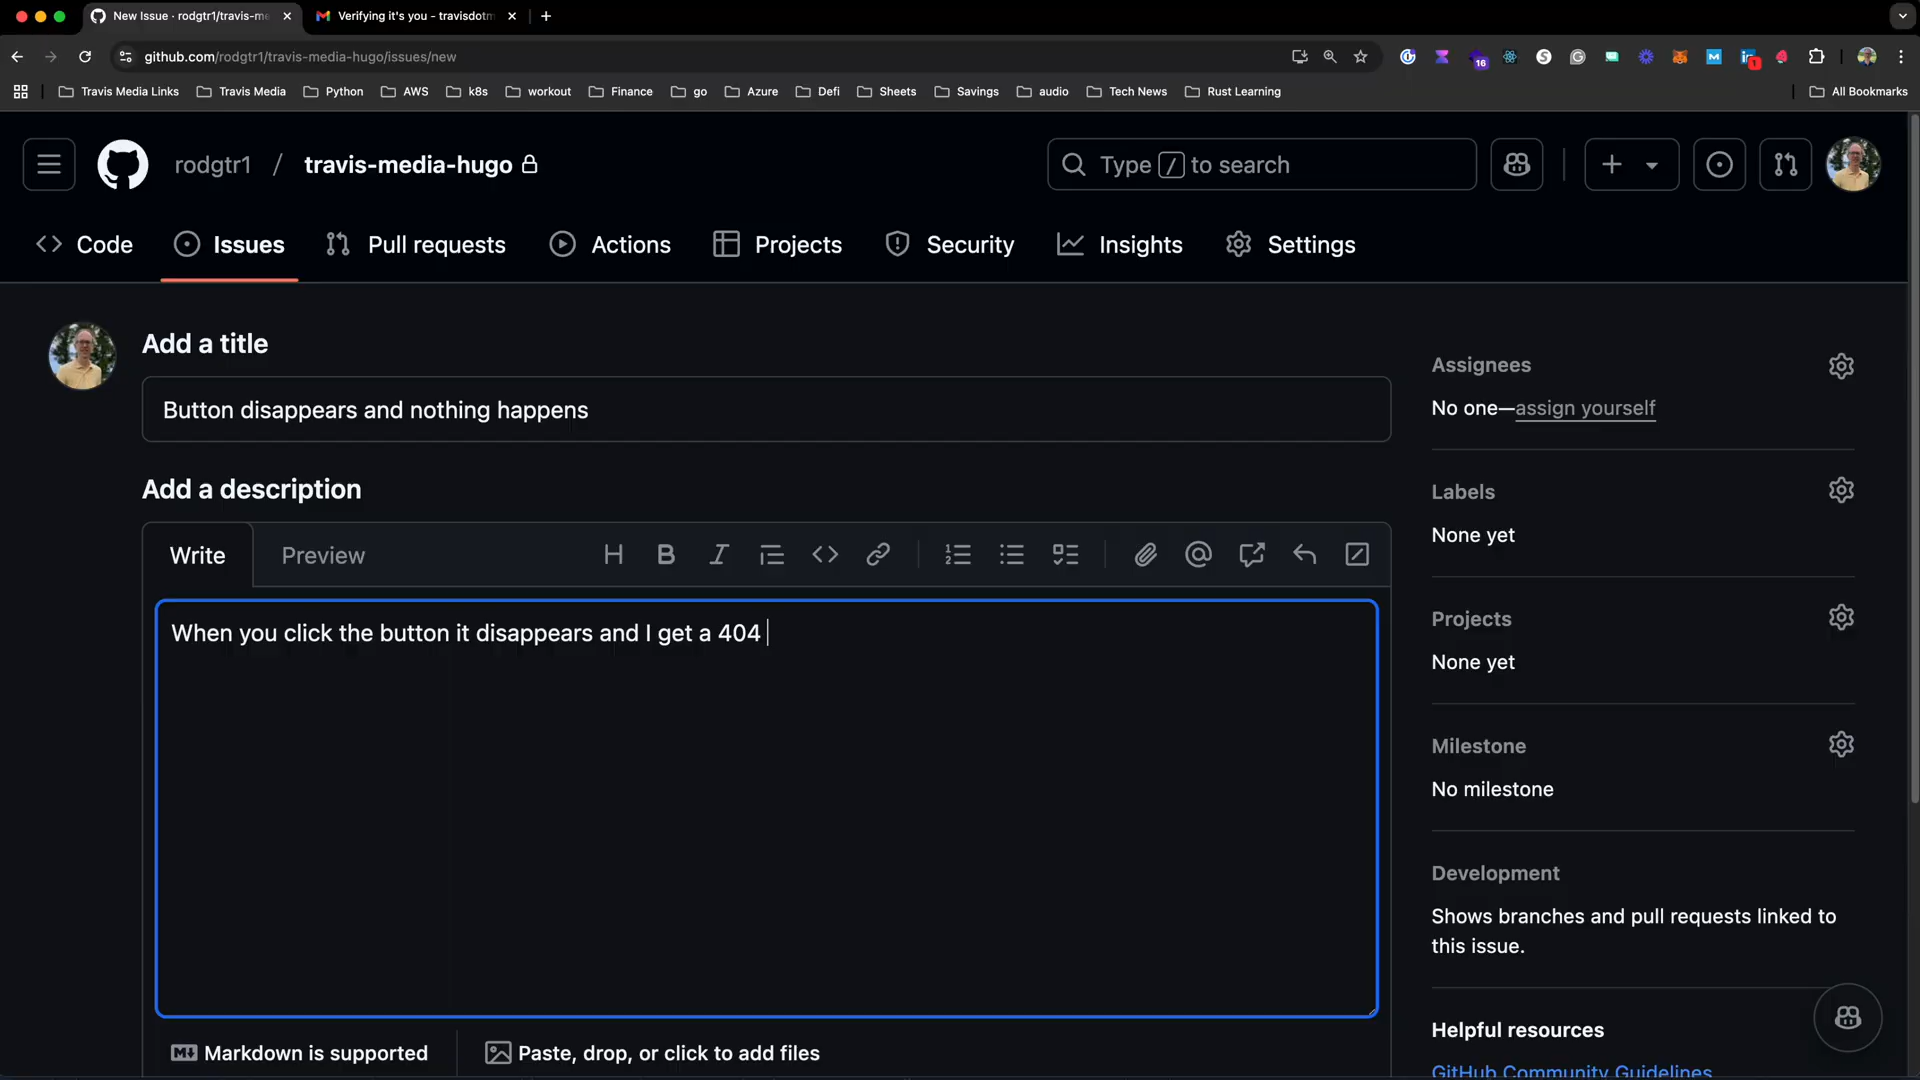 New Issue · rodgtr1/travis-me
Verifying it's you - travisdotm
github.com/rodgtr1/travis-media-hugo/issues/new
16
1
Travis Media Links
Travis Media
Python
AWS
k8s
workout
Finance
go
Azure
Defi
Sheets
Savings
audio
Tech News
Rust Learning
All Bookmarks
rodgtr1 / travis-media-hugo
Type / to search
Code
Issues
Pull requests
Actions
Projects
Security
Insights
Settings
Add a title
Button disappears and nothing happens
Add a description
Write
Preview
When you click the button it disappears and I get a 404
Markdown is supported
Paste, drop, or click to add files
Assignees
No one—assign yourself
Labels
None yet
Projects
None yet
Milestone
No milestone
Development
Shows branches and pull requests linked to
this issue.
Helpful resources
GitHub Community Guidelines